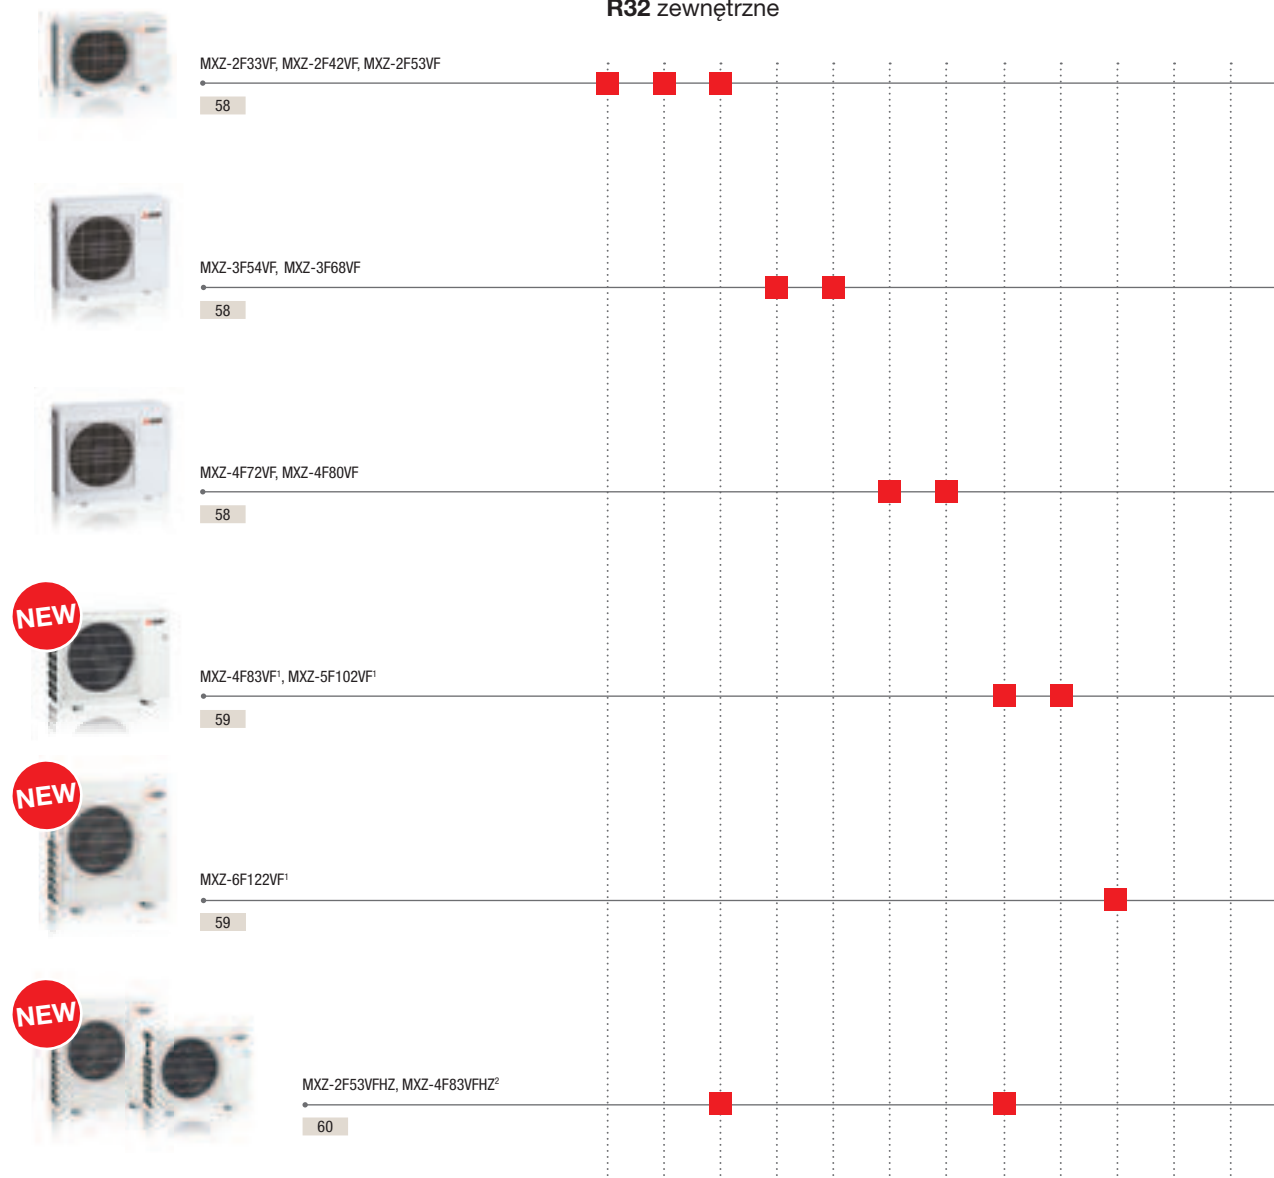 R32 zewnętrzne
MXZ-2F33VF, MXZ-2F42VF, MXZ-2F53VF
58
MXZ-3F54VF, MXZ-3F68VF
58
MXZ-4F72VF, MXZ-4F80VF
58
NEW
MXZ-4F83VF¹, MXZ-5F102VF¹
59
NEW
MXZ-6F122VF¹
59
NEW
MXZ-2F53VFHZ, MXZ-4F83VFHZ²
60